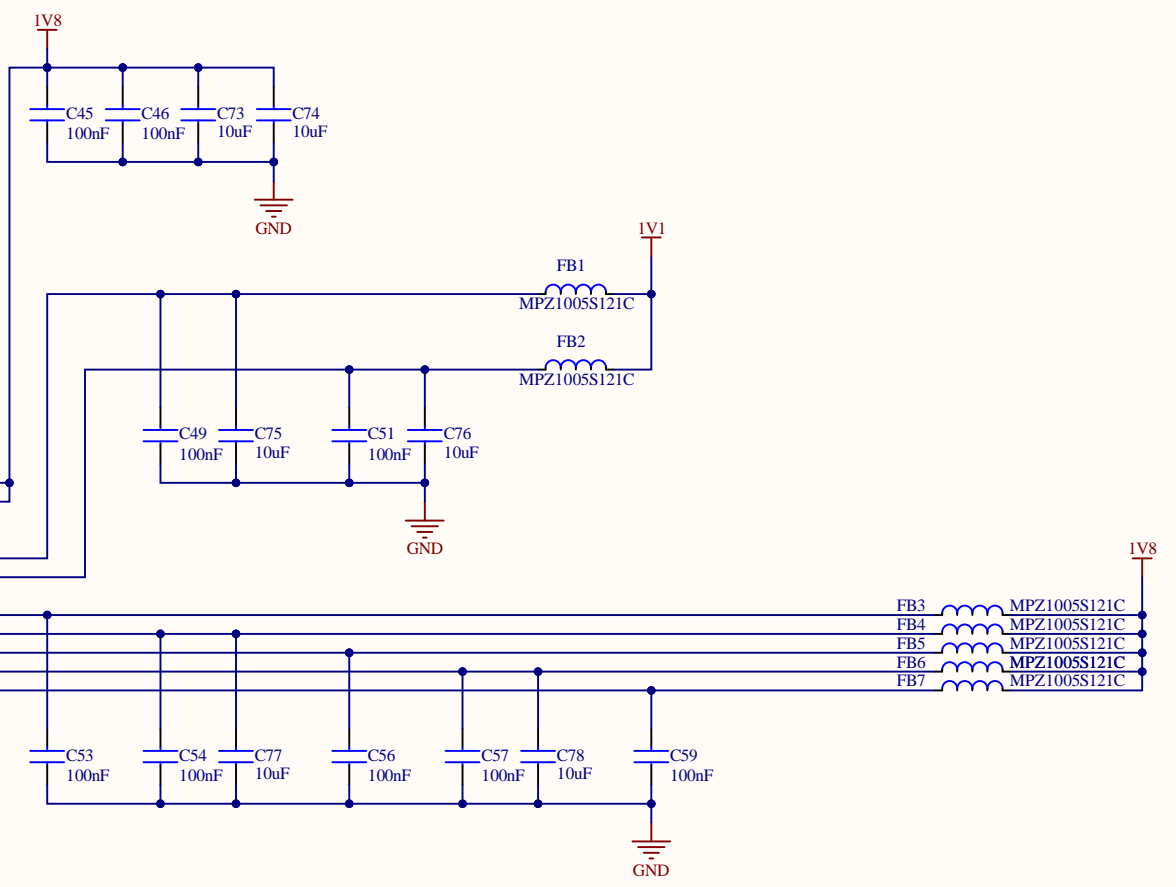 1V8
C45 C46 C73 C74
100nF 100nF 10uF 10uF
GND
1V1
FB1
MPZ1005S121C
FB2
MPZ1005S121C
C49 C75 C51 C76
100nF 10uF 100nF 10uF
GND
1V8
FB3 MPZ1005S121C
FB4 MPZ1005S121C
FB5 MPZ1005S121C
FB6 MPZ1005S121C
FB7 MPZ1005S121C
C53 C54 C77 C56 C57 C78 C59
100nF 100nF 10uF 100nF 100nF 10uF 100nF
GND